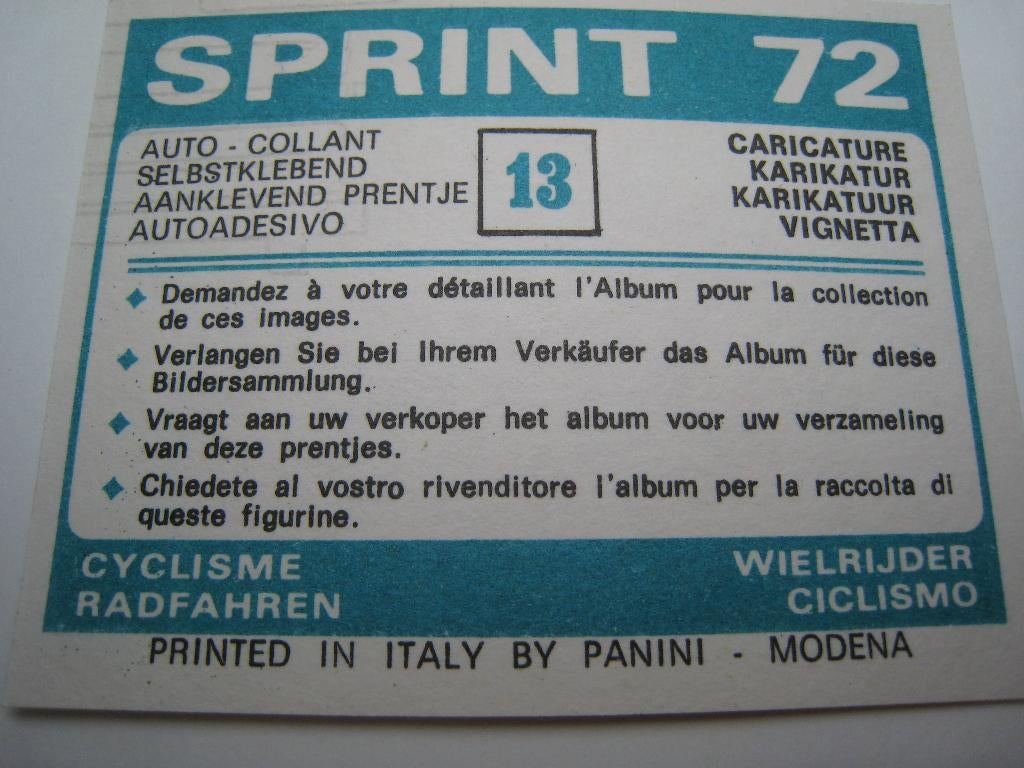 SPRINT 72
AUTO - COLLANT
SELBSTKLEBEND
AANKLEVEND PRENTJE
AUTOADESIVO
13
CARICATURE
KARIKATUR
KARIKATUUR
VIGNETTA
Demandez à votre détaillant l'Album pour la collection
de ces images.
Verlangen Sie bei Ihrem Verkäufer das Album für diese
Bildersammlung.
Vraagt aan uw verkoper het album voor uw verzameling
van deze prentjes.
Chiedete al vostro rivenditore l'album per la raccolta di
queste figurine.
CYCLISME
RADFAHREN
WIELRIJDER
CICLISMO
PRINTED IN ITALY BY PANINI - MODENA